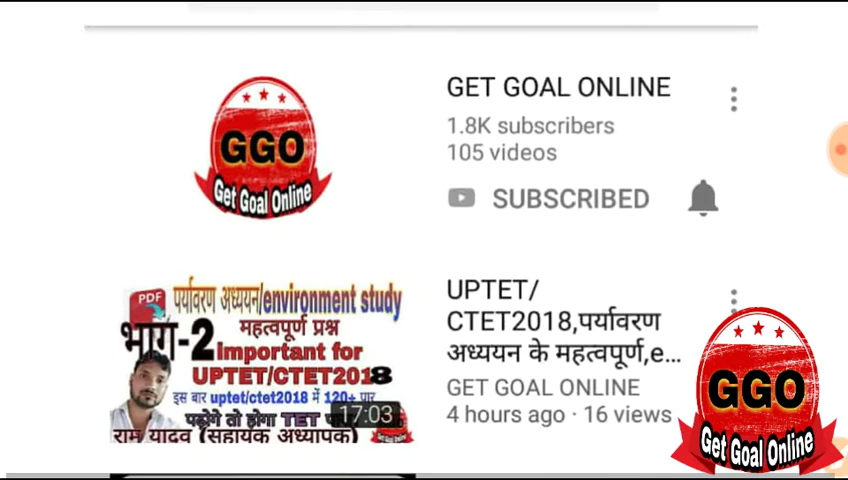 GGO
Get Goal Online
GET GOAL ONLINE
1.8K subscribers
105 videos
SUBSCRIBED
PDF
पर्यावरण अध्ययन/environment study
भाग-2
महत्वपूर्ण प्रश्न
Important for
UPTET/CTET2018
इस बार uptet/ctet2018 में 120+ पार
पढ़ोगे तो होगा TET
17:03
राम यादव (सहायक अध्यापक)
UPTET/
CTET2018,पर्यावरण
अध्ययन के महत्वपूर्ण,e...
GET GOAL ONLINE
4 hours ago · 16 views
GGO
Get Goal Online